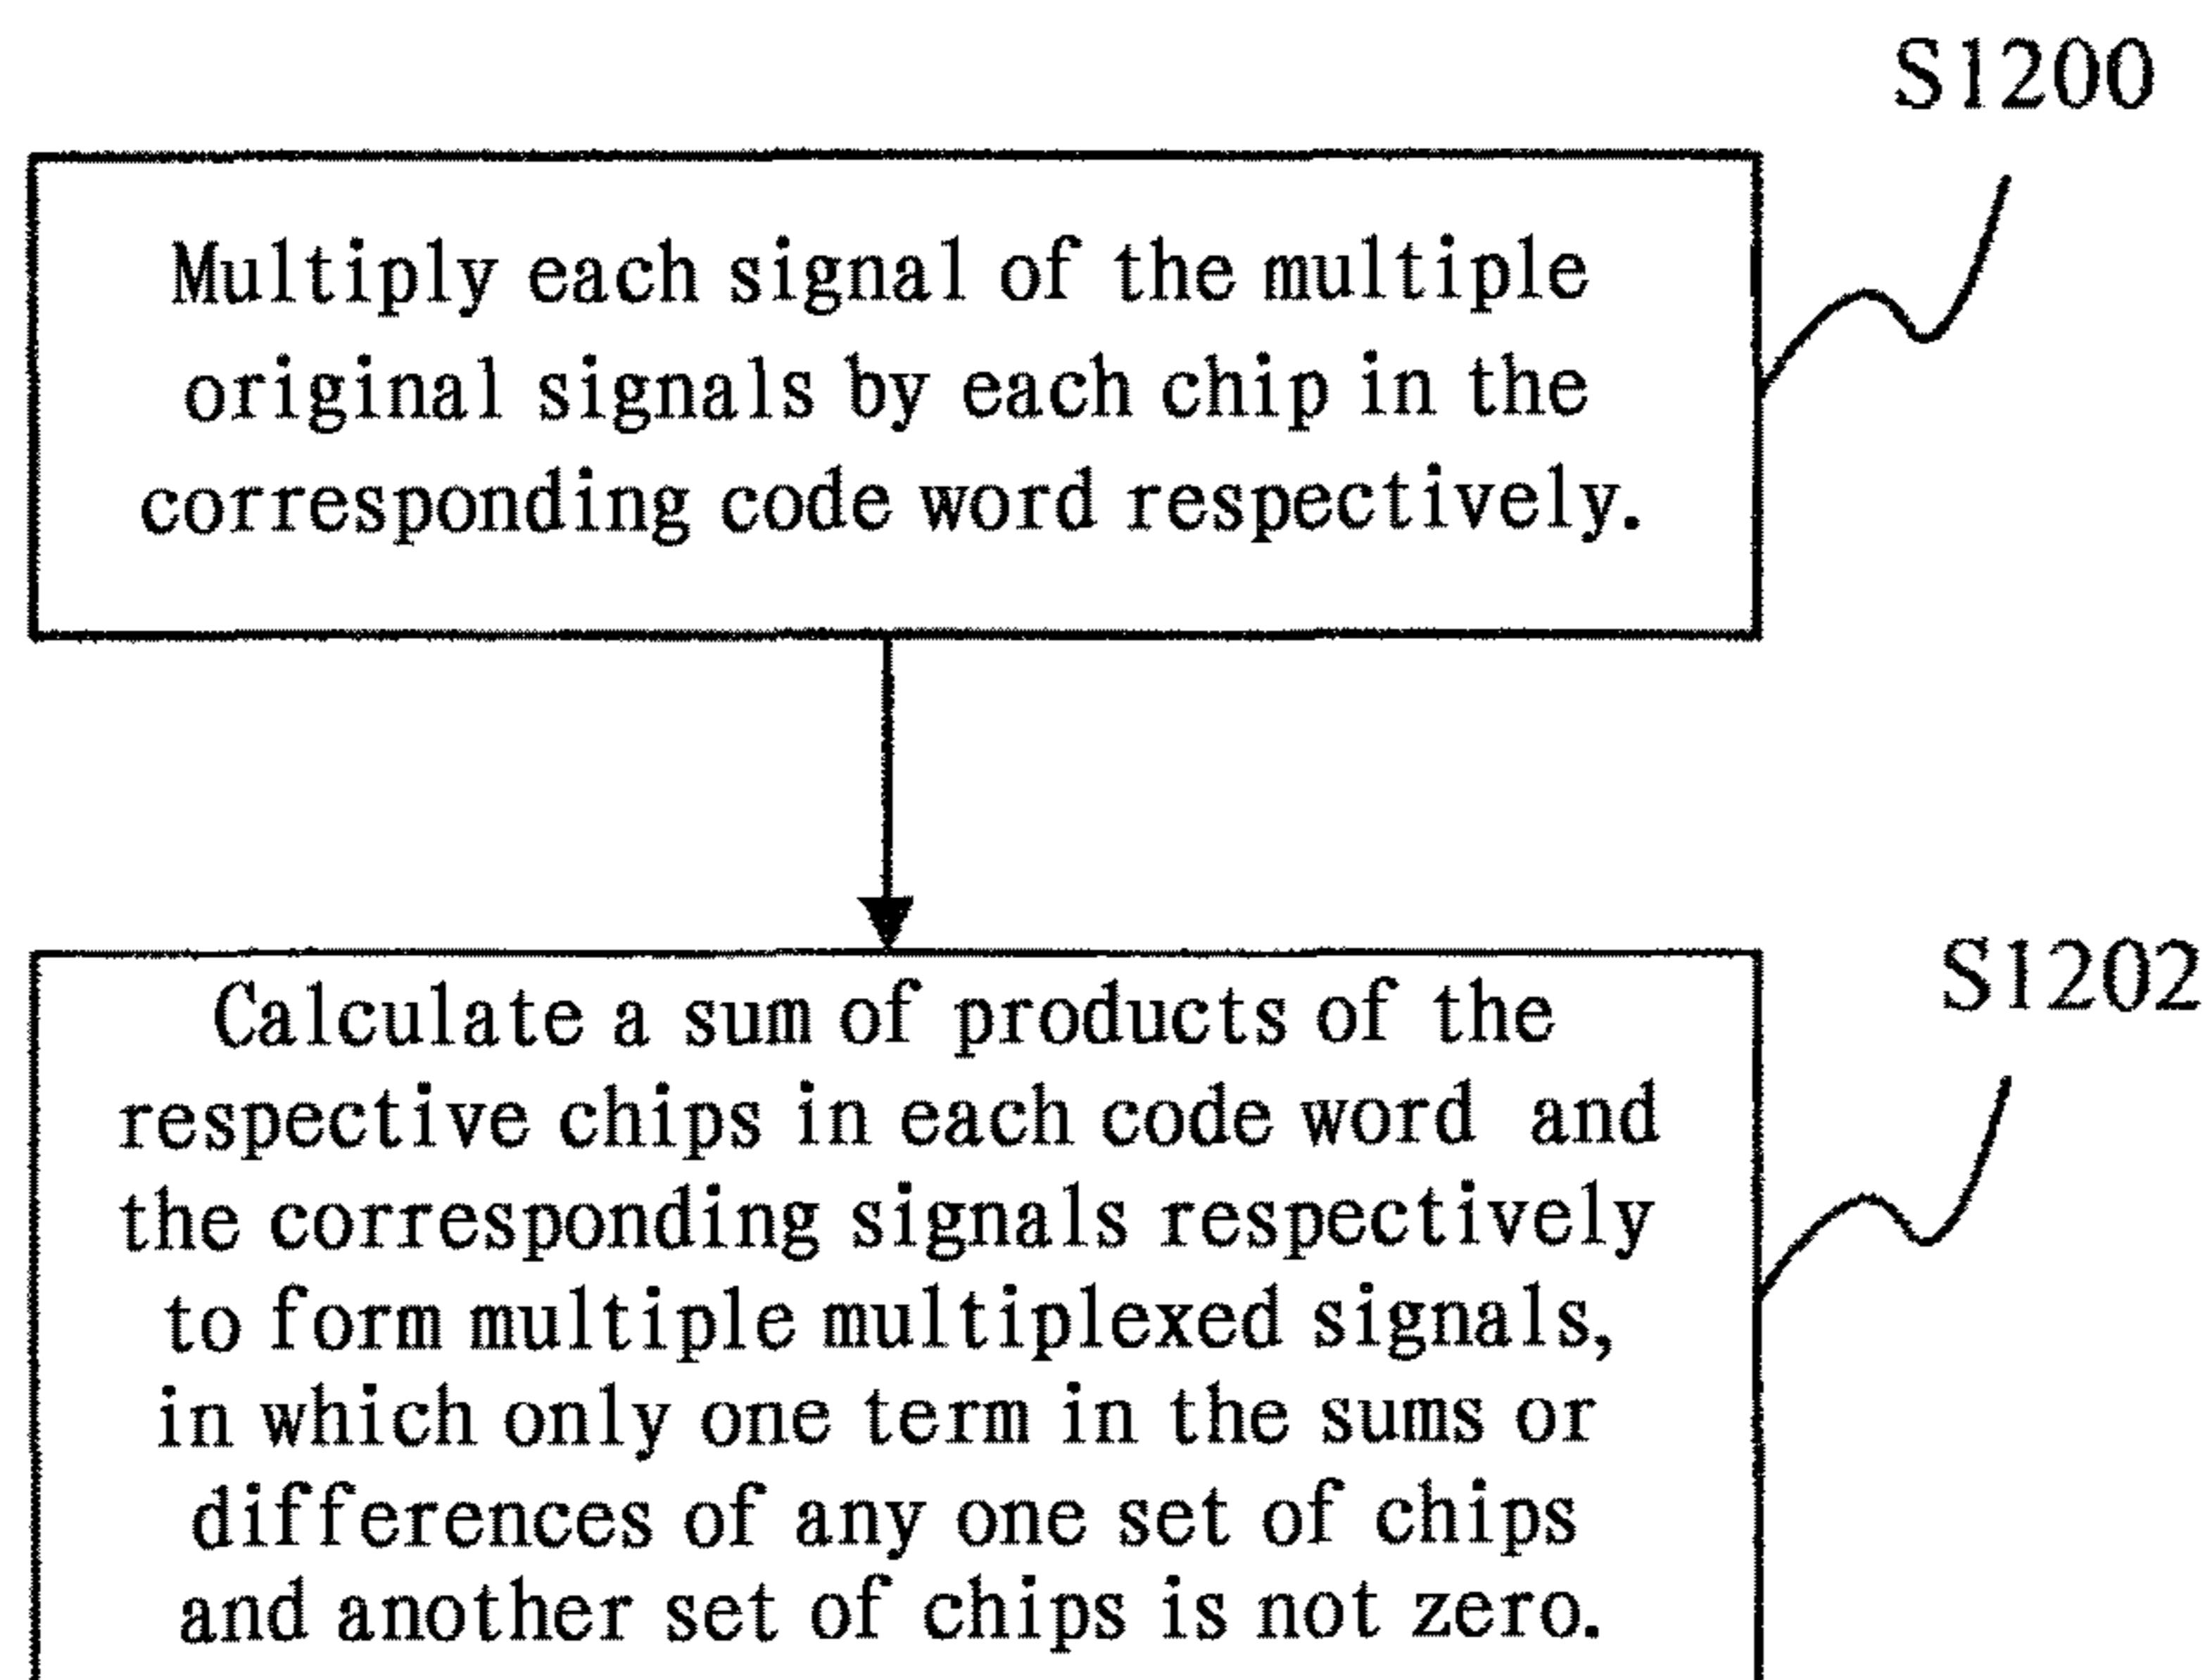 S1200
Multiply each signal of the multiple
original signals by each chip in the
corresponding code word respectively.
S1202
Calculate a sum of products of the
respective chips in each code word and
the corresponding signals respectively
to form multiple multiplexed signals,
in which only one term in the sums or
differences of any one set of chips
and another set of chips is not zero.